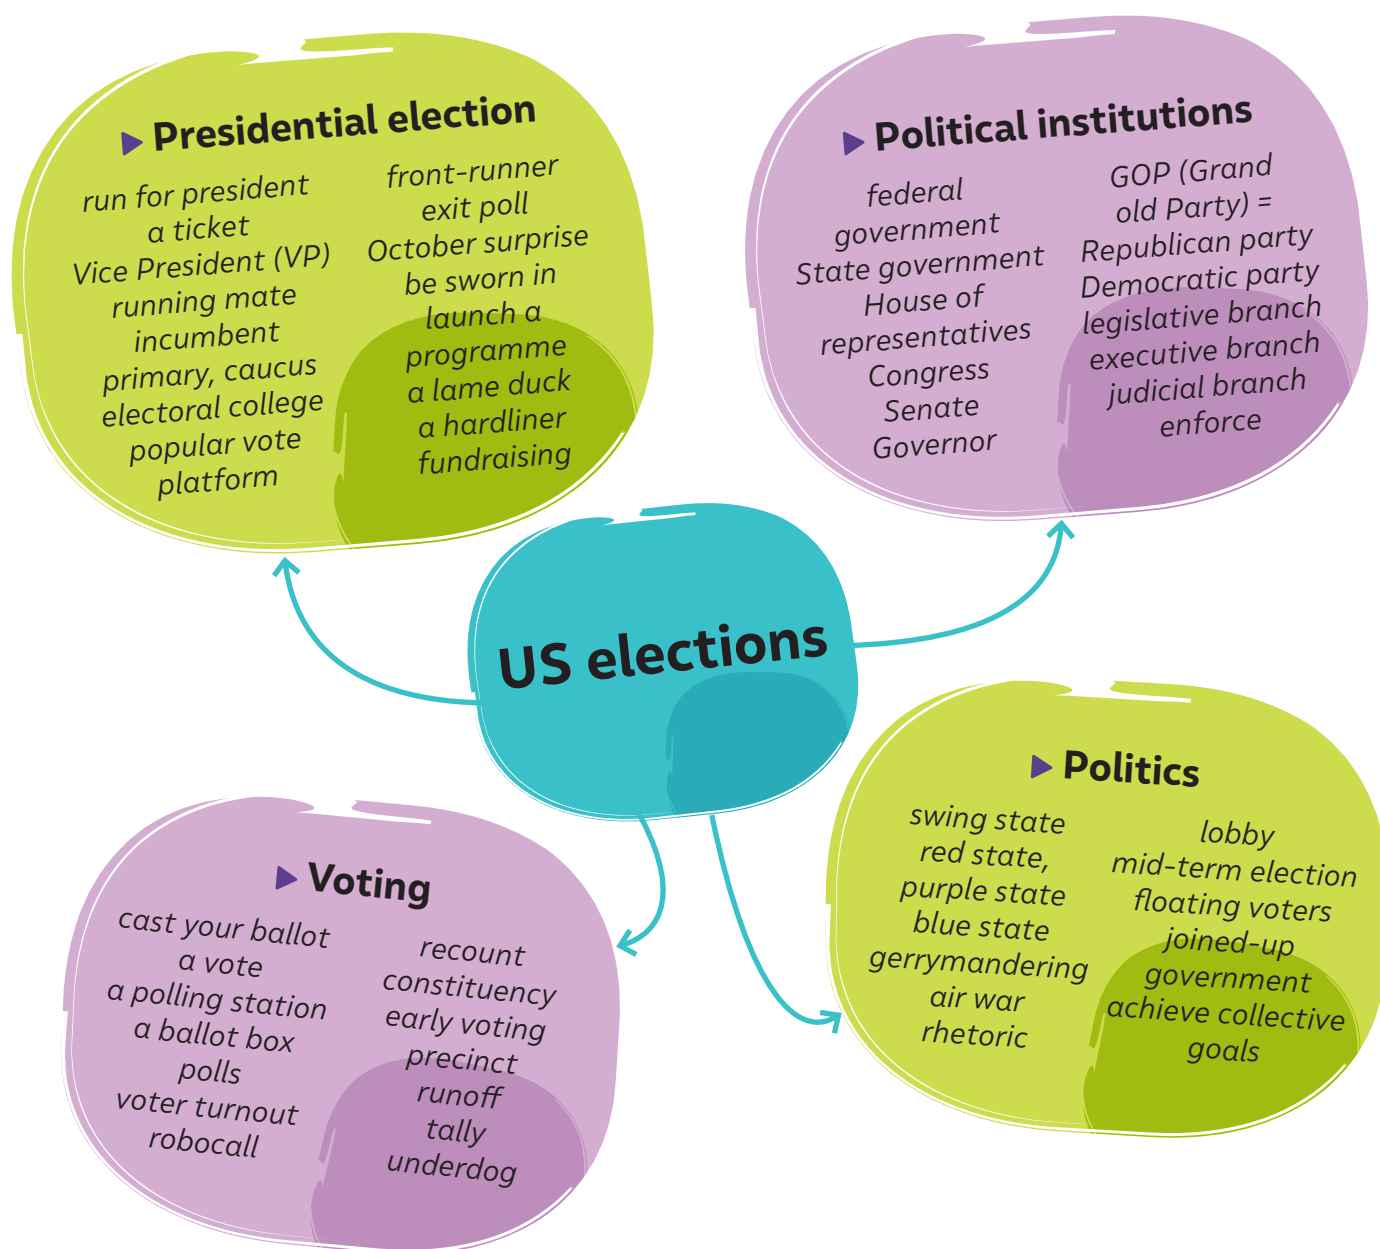 Presidential election
run for president
a ticket
Vice President (VP)
running mate
incumbent
primary, caucus
electoral college
popular vote
platform
front-runner
exit poll
October surprise
be sworn in
launch a
programme
a lame duck
a hardliner
fundraising
Political institutions
federal
government
State government
House of
representatives
Congress
Senate
Governor
GOP (Grand
old Party) =
Republican party
Democratic party
legislative branch
executive branch
judicial branch
enforce
US elections
Voting
cast your ballot
a vote
a polling station
a ballot box
polls
voter turnout
robocall
recount
constituency
early voting
precinct
runoff
tally
underdog
Politics
swing state
red state,
purple state
blue state
gerrymandering
air war
rhetoric
lobby
mid-term election
floating voters
joined-up
government
achieve collective
goals